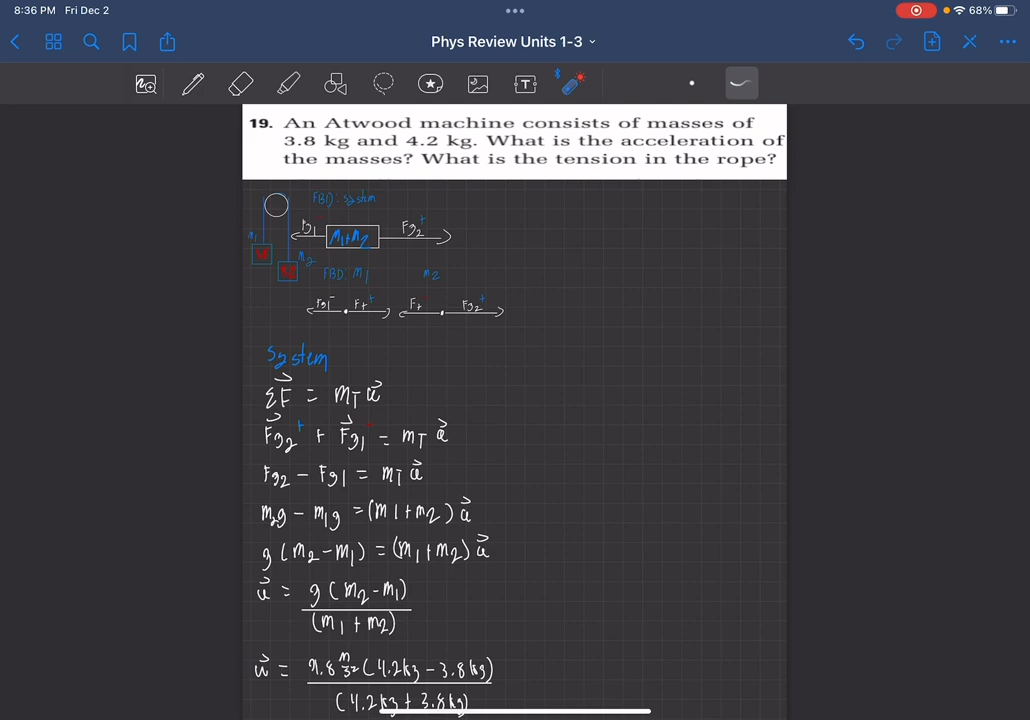 8:36 PM Fri Dec 2
68%
Phys Review Units 1-3
T
19. An Atwood machine consists of masses of
3.8 kg and 4.2 kg. What is the acceleration of
the masses? What is the tension in the rope?
FBD: System
Fg1 m1+m2 Fg2 +
m1
m2
FBD: m1 m2
Fg1 - Ft + Ft Fg2 +
System
ΣF⃗ = mT a⃗
F⃗g2 + + F⃗g1 = mT a⃗
Fg2 - Fg1 = mT a⃗
m2g - m1g = (m1+m2) a⃗
g(m2-m1) = (m1+m2) a⃗
a⃗ = g(m2-m1)
(m1+m2)
a⃗ = 9.8 m/s² (4.2kg - 3.8kg)
(4.2kg + 3.8kg)